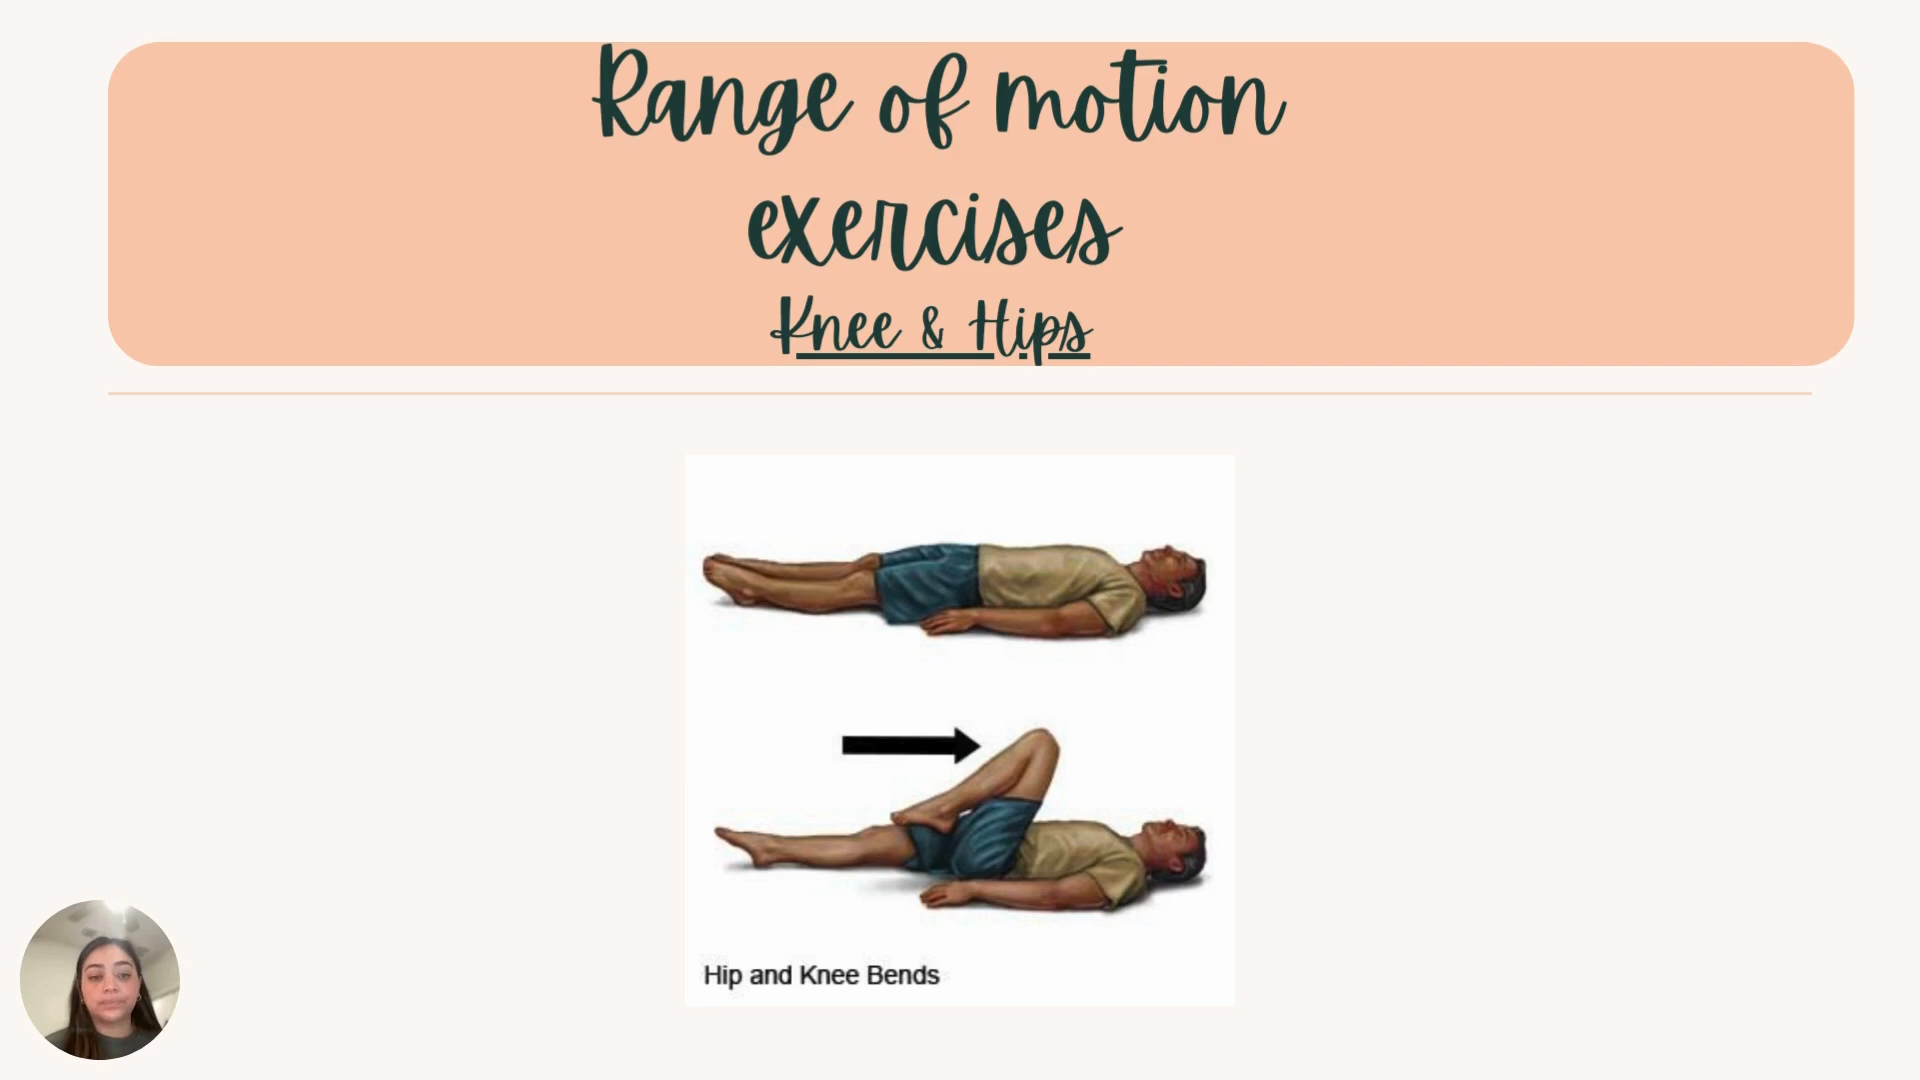 Range of motion
exercises
Knee & Hips
Hip and Knee Bends